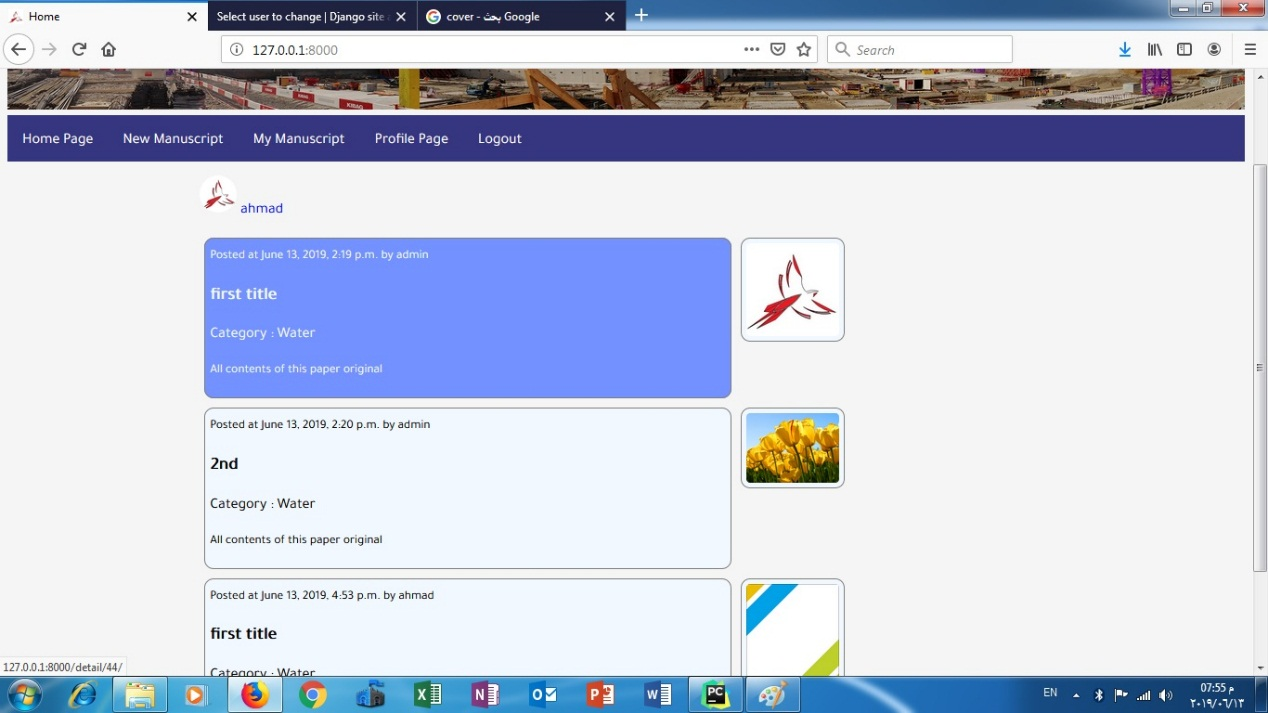 Home
Select user to change | Django site a
cover - بحث Google
127.0.0.1:8000
Search
KIBAG
Home Page
New Manuscript
My Manuscript
Profile Page
Logout
ahmad
Posted at June 13, 2019, 2:19 p.m. by admin
first title
Category : Water
All contents of this paper original
Posted at June 13, 2019, 2:20 p.m. by admin
2nd
Category : Water
All contents of this paper original
Posted at June 13, 2019, 4:53 p.m. by ahmad
first title
Category : Water
127.0.0.1:8000/detail/44/
PC
EN
07:55 م
٢٠١٩/٠٦/١٣